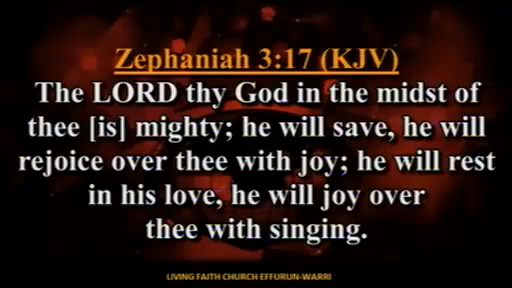 Zephaniah 3:17 (KJV)
The LORD thy God in the midst of
thee [is] mighty; he will save, he will
rejoice over thee with joy; he will rest
in his love, he will joy over
thee with singing.
LIVING FAITH CHURCH EFFURUN-WARRI